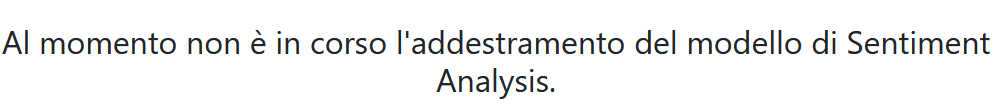 Al momento non è in corso l'addestramento del modello di Sentiment
Analysis.